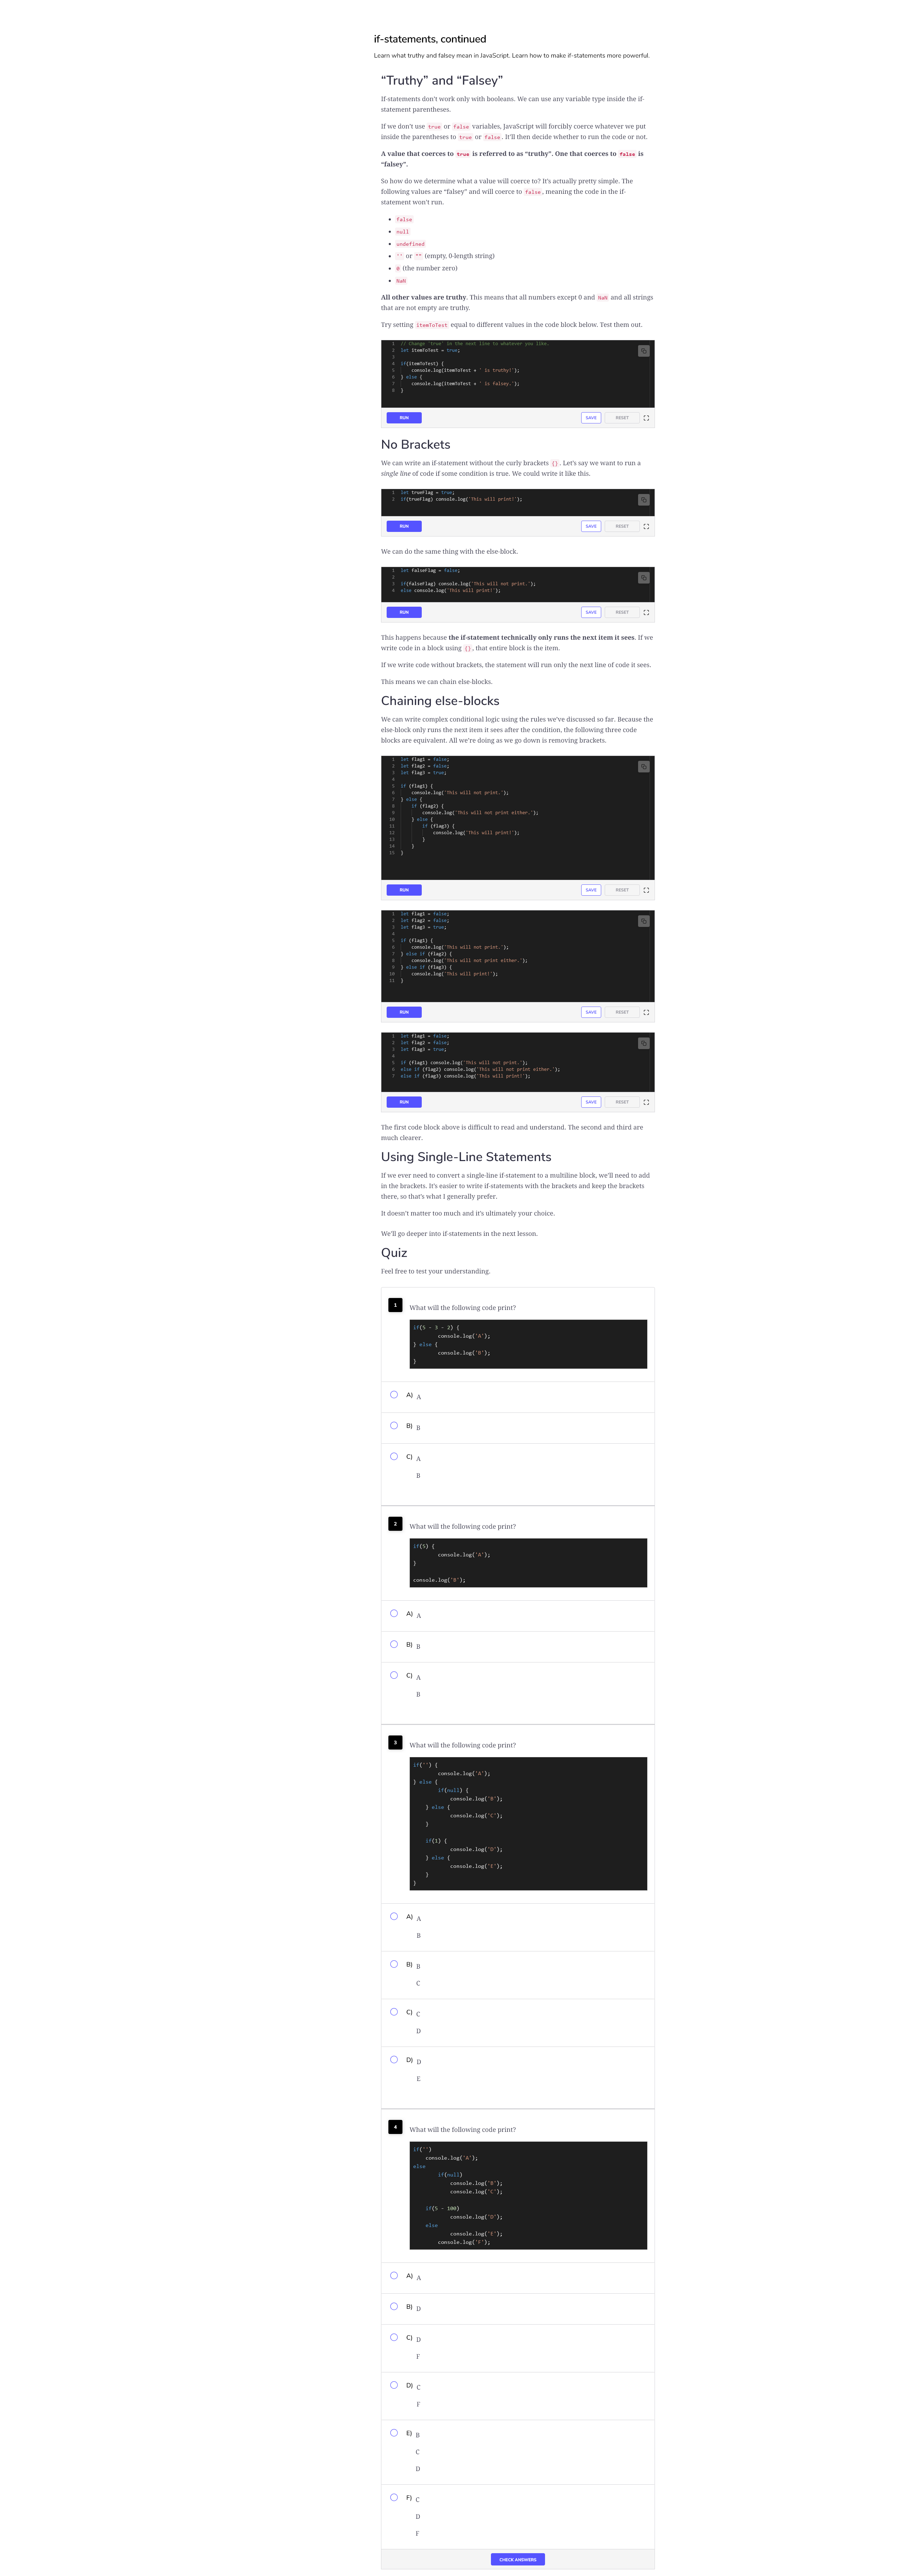 if-statements, continued
Learn what truthy and falsey mean in JavaScript. Learn how to make if-statements more powerful.
“Truthy” and “Falsey”
If-statements don't work only with booleans. We can use any variable type inside the if-
statement parentheses.
If we don't use true or false variables, JavaScript will forcibly coerce whatever we put
inside the parentheses to true or false. It'll then decide whether to run the code or not.
A value that coerces to true is referred to as “truthy”. One that coerces to false is
“falsey”.
So how do we determine what a value will coerce to? It's actually pretty simple. The
following values are “falsey” and will coerce to false, meaning the code in the if-
statement won't run.
• false
• null
• undefined
• '' or "" (empty, 0-length string)
• 0 (the number zero)
• NaN
All other values are truthy. This means that all numbers except 0 and NaN and all strings
that are not empty are truthy.
Try setting itemToTest equal to different values in the code block below. Test them out.
1 // Change 'true' in the next line to whatever you like.
2 let itemToTest = true;
3
4 if(itemToTest) {
5 console.log(itemToTest + ' is truthy!');
6 } else {
7 console.log(itemToTest + ' is falsey.');
8 }
RUN SAVE RESET
No Brackets
We can write an if-statement without the curly brackets {}. Let's say we want to run a
single line of code if some condition is true. We could write it like this.
1 let trueFlag = true;
2 if(trueFlag) console.log('This will print!');
RUN SAVE RESET
We can do the same thing with the else-block.
1 let falseFlag = false;
2
3 if(falseFlag) console.log('This will not print.');
4 else console.log('This will print!');
RUN SAVE RESET
This happens because the if-statement technically only runs the next item it sees. If we
write code in a block using {}, that entire block is the item.
If we write code without brackets, the statement will run only the next line of code it sees.
This means we can chain else-blocks.
Chaining else-blocks
We can write complex conditional logic using the rules we've discussed so far. Because the
else-block only runs the next item it sees after the condition, the following three code
blocks are equivalent. All we're doing as we go down is removing brackets.
1 let flag1 = false;
2 let flag2 = false;
3 let flag3 = true;
4
5 if (flag1) {
6 console.log('This will not print.');
7 } else {
8 if (flag2) {
9 console.log('This will not print either.');
10 } else {
11 if (flag3) {
12 console.log('This will print!');
13 }
14 }
15 }
RUN SAVE RESET
1 let flag1 = false;
2 let flag2 = false;
3 let flag3 = true;
4
5 if (flag1) {
6 console.log('This will not print.');
7 } else if (flag2) {
8 console.log('This will not print either.');
9 } else if (flag3) {
10 console.log('This will print!');
11 }
RUN SAVE RESET
1 let flag1 = false;
2 let flag2 = false;
3 let flag3 = true;
4
5 if (flag1) console.log('This will not print.');
6 else if (flag2) console.log('This will not print either.');
7 else if (flag3) console.log('This will print!');
RUN SAVE RESET
The first code block above is difficult to read and understand. The second and third are
much clearer.
Using Single-Line Statements
If we ever need to convert a single-line if-statement to a multiline block, we'll need to add
in the brackets. It's easier to write if-statements with the brackets and keep the brackets
there, so that's what I generally prefer.
It doesn't matter too much and it's ultimately your choice.
We'll go deeper into if-statements in the next lesson.
Quiz
Feel free to test your understanding.
1 What will the following code print?
if(5 - 3 - 2) {
console.log('A');
} else {
console.log('B');
}
A) A
B) B
C) A
B
2 What will the following code print?
if(5) {
console.log('A');
}
console.log('B');
A) A
B) B
C) A
B
3 What will the following code print?
if('') {
console.log('A');
} else {
if(null) {
console.log('B');
} else {
console.log('C');
}
if(1) {
console.log('D');
} else {
console.log('E');
}
}
A) A
B
B) B
C
C) C
D
D) D
E
4 What will the following code print?
if('')
console.log('A');
else
if(null)
console.log('B');
console.log('C');
if(5 - 100)
console.log('D');
else
console.log('E');
console.log('F');
A) A
B) D
C) D
F
D) C
F
E) B
C
D
F) C
D
F
CHECK ANSWERS